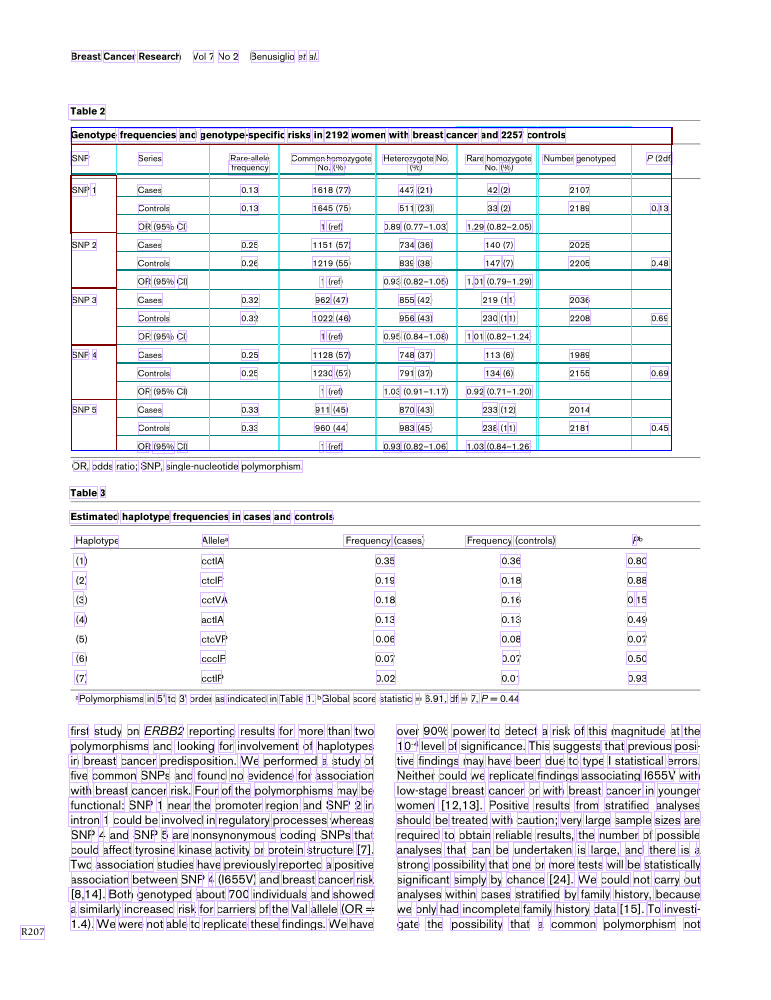 Breast Cancer Research Vol 7 No 2 Benusiglio et al.
Table 2
Genotype frequencies and genotype-specific risks in 2192 women with breast cancer and 2257 controls
SNP Series Rare-allele frequency Common homozygote No. (%) Heterozygote No. (%) Rare homozygote No. (%) Number genotyped P (2df
SNP 1 Cases 0.13 1618 (77) 447 (21) 42 (2) 2107
Controls 0.13 1645 (75) 511 (23) 33 (2) 2189 0.13
OR (95% CI) 1 (ref) 0.89 (0.77–1.03) 1.29 (0.82–2.05)
SNP 2 Cases 0.25 1151 (57) 734 (36) 140 (7) 2025
Controls 0.26 1219 (55) 839 (38) 147 (7) 2205 0.48
OR (95% CI) 1 (ref) 0.93 (0.82–1.05) 1.01 (0.79–1.29)
SNP 3 Cases 0.32 962 (47) 855 (42) 219 (11) 2036
Controls 0.32 1022 (46) 956 (43) 230 (11) 2208 0.69
OR (95% CI) 1 (ref) 0.95 (0.84–1.08) 1.01 (0.82–1.24)
SNP 4 Cases 0.25 1128 (57) 748 (37) 113 (6) 1989
Controls 0.25 1230 (57) 791 (37) 134 (6) 2155 0.69
OR (95% CI) 1 (ref) 1.03 (0.91–1.17) 0.92 (0.71–1.20)
SNP 5 Cases 0.33 911 (45) 870 (43) 233 (12) 2014
Controls 0.33 960 (44) 983 (45) 238 (11) 2181 0.45
OR (95% CI) 1 (ref) 0.93 (0.82–1.06) 1.03 (0.84–1.26)
OR, odds ratio; SNP, single-nucleotide polymorphism.
Table 3
Estimated haplotype frequencies in cases and controls
Haplotype Alleleᵃ Frequency (cases) Frequency (controls) Pᵇ
(1) cctIA 0.35 0.36 0.80
(2) ctcIP 0.19 0.18 0.88
(3) cctVA 0.18 0.16 0.15
(4) actIA 0.13 0.13 0.49
(5) ctcVP 0.06 0.08 0.07
(6) cccIP 0.07 0.07 0.50
(7) cctIP 0.02 0.01 0.93
ᵃPolymorphisms in 5' to 3' order as indicated in Table 1. ᵇGlobal score statistic = 6.91, df = 7, P = 0.44
first study on ERBB2 reporting results for more than two
polymorphisms and looking for involvement of haplotypes
in breast cancer predisposition. We performed a study of
five common SNPs and found no evidence for association
with breast cancer risk. Four of the polymorphisms may be
functional: SNP 1 near the promoter region and SNP 2 in
intron 1 could be involved in regulatory processes whereas
SNP 4 and SNP 5 are nonsynonymous coding SNPs that
could affect tyrosine kinase activity or protein structure [7].
Two association studies have previously reported a positive
association between SNP 4 (I655V) and breast cancer risk
[8,14]. Both genotyped about 700 individuals and showed
a similarly increased risk for carriers of the Val allele (OR =
1.4). We were not able to replicate these findings. We have
over 90% power to detect a risk of this magnitude at the
10⁻⁴ level of significance. This suggests that previous posi-
tive findings may have been due to type I statistical errors.
Neither could we replicate findings associating I655V with
low-stage breast cancer or with breast cancer in younger
women [12,13]. Positive results from stratified analyses
should be treated with caution; very large sample sizes are
required to obtain reliable results, the number of possible
analyses that can be undertaken is large, and there is a
strong possibility that one or more tests will be statistically
significant simply by chance [24]. We could not carry out
analyses within cases stratified by family history, because
we only had incomplete family history data [15]. To investi-
gate the possibility that a common polymorphism not
R207